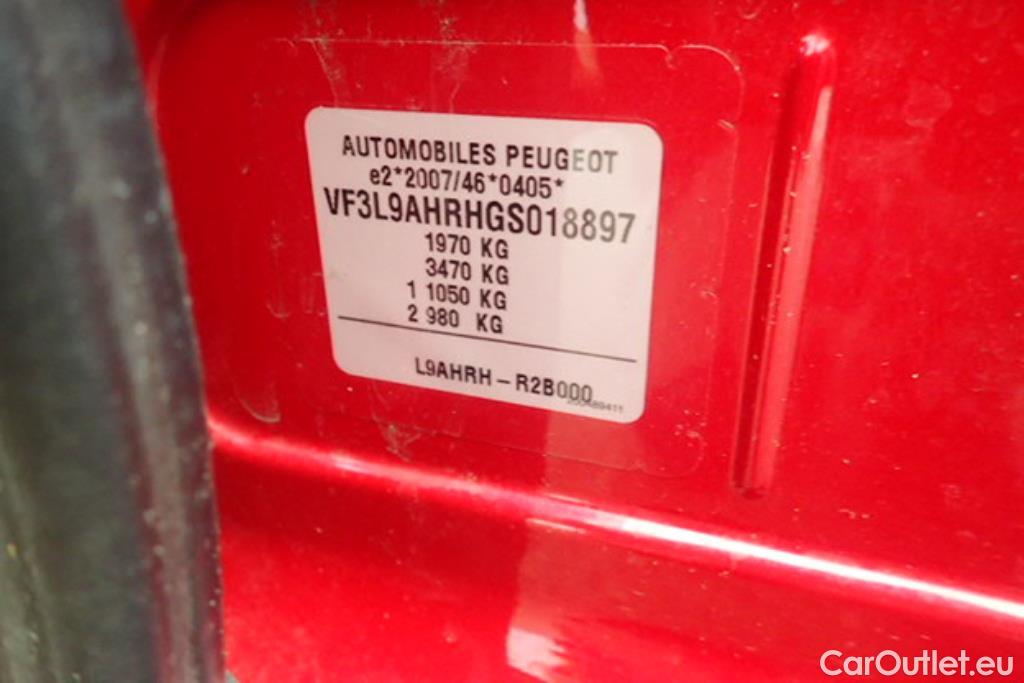 AUTOMOBILES PEUGEOT
e2*2007/46*0405*
VF3L9AHRHGS018897
1970 KG
3470 KG
1 1050 KG
2 980 KG
L9AHRH - R2B000
CarOutlet.eu